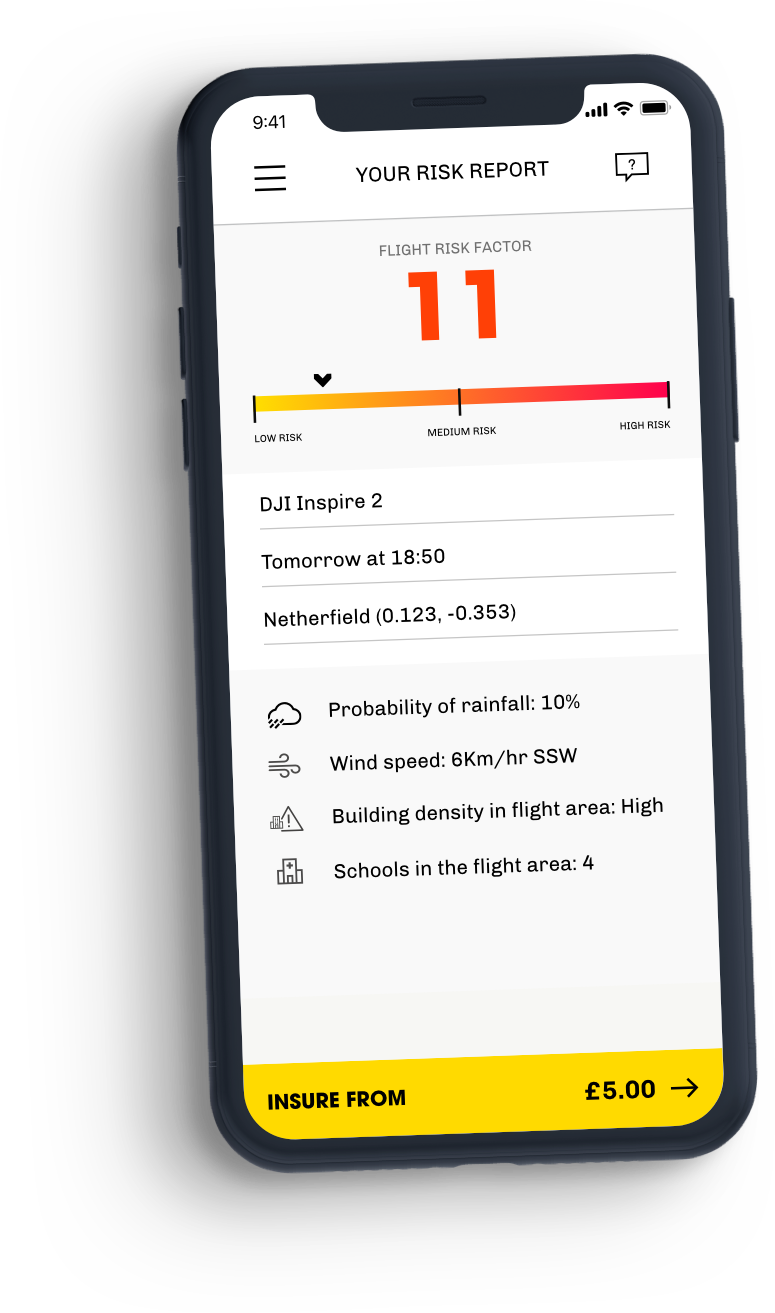 9:41
YOUR RISK REPORT
?
FLIGHT RISK FACTOR
11
LOW RISK
MEDIUM RISK
HIGH RISK
DJI Inspire 2
Tomorrow at 18:50
Netherfield (0.123, -0.353)
Probability of rainfall: 10%
Wind speed: 6Km/hr SSW
Building density in flight area: High
Schools in the flight area: 4
INSURE FROM £5.00